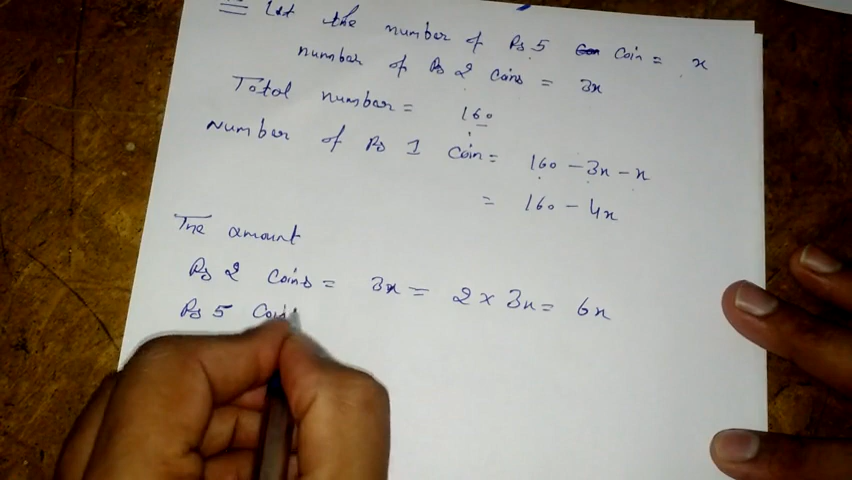 Let the number of Rs 5 coin = x
number of Rs 2 coins = 3x
Total number = 160
Number of Rs 1 coin = 160 - 3x - x
= 160 - 4x
The amount
Rs 2 coins = 3x = 2 × 3x = 6x
Rs 5 coins